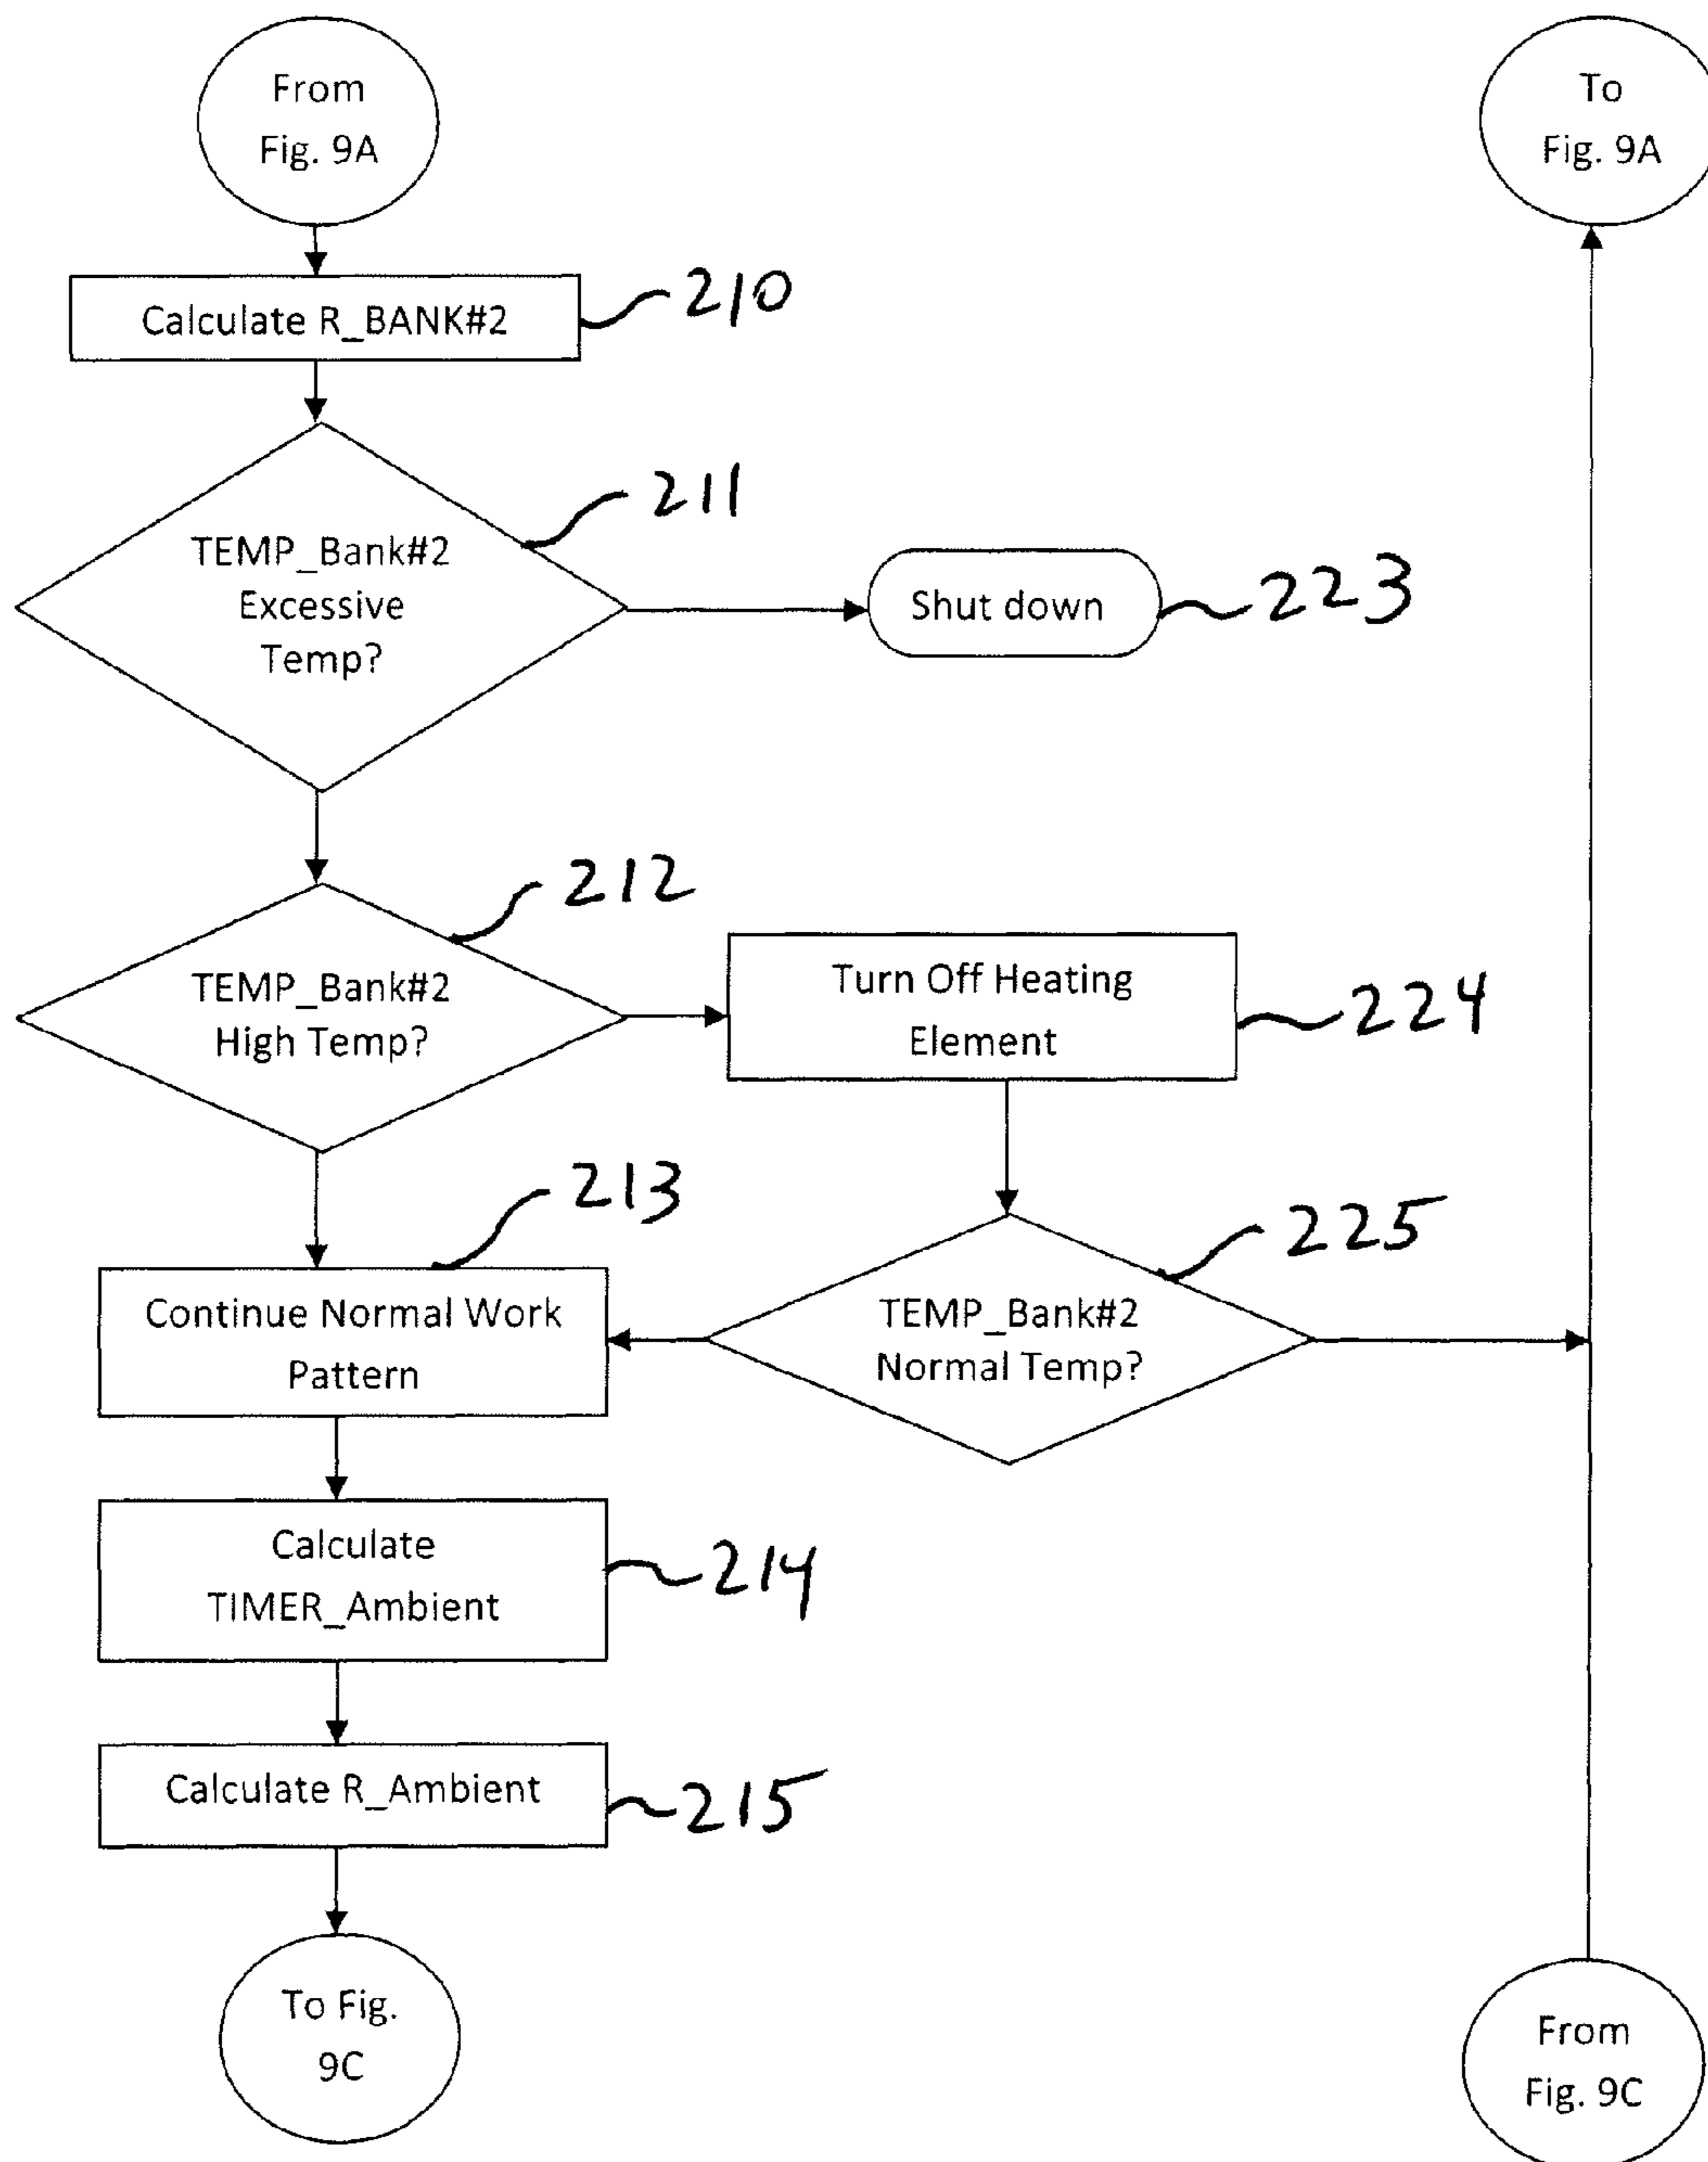 From
Fig. 9A
To
Fig. 9A
Calculate R_BANK#2
210
211
TEMP_Bank#2
Excessive
Temp?
Shut down
223
212
TEMP_Bank#2
High Temp?
Turn Off Heating
Element
224
213
Continue Normal Work
Pattern
225
TEMP_Bank#2
Normal Temp?
Calculate
TIMER_Ambient
214
Calculate R_Ambient
215
To Fig.
9C
From
Fig. 9C